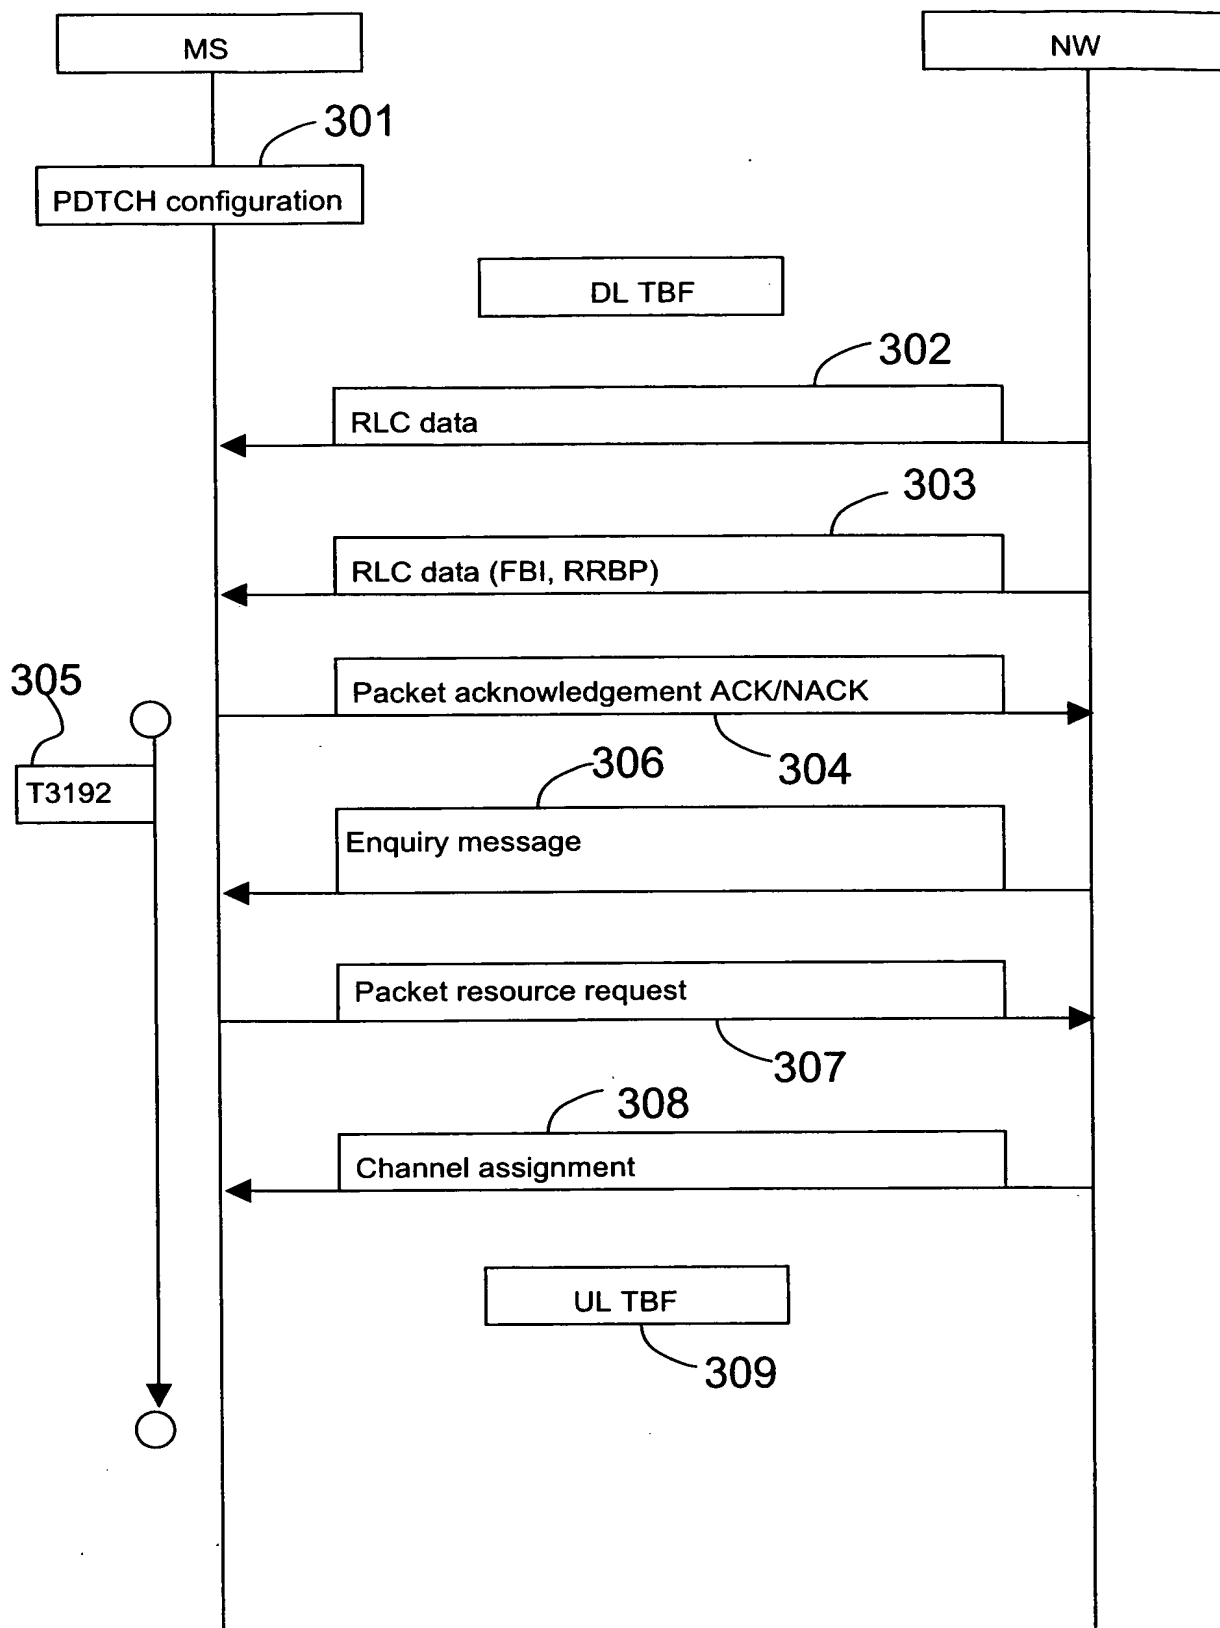 MS
NW
301
PDTCH configuration
DL TBF
302
RLC data
303
RLC data (FBI, RRBP)
305
Packet acknowledgement ACK/NACK
304
T3192
306
Enquiry message
Packet resource request
307
308
Channel assignment
UL TBF
309